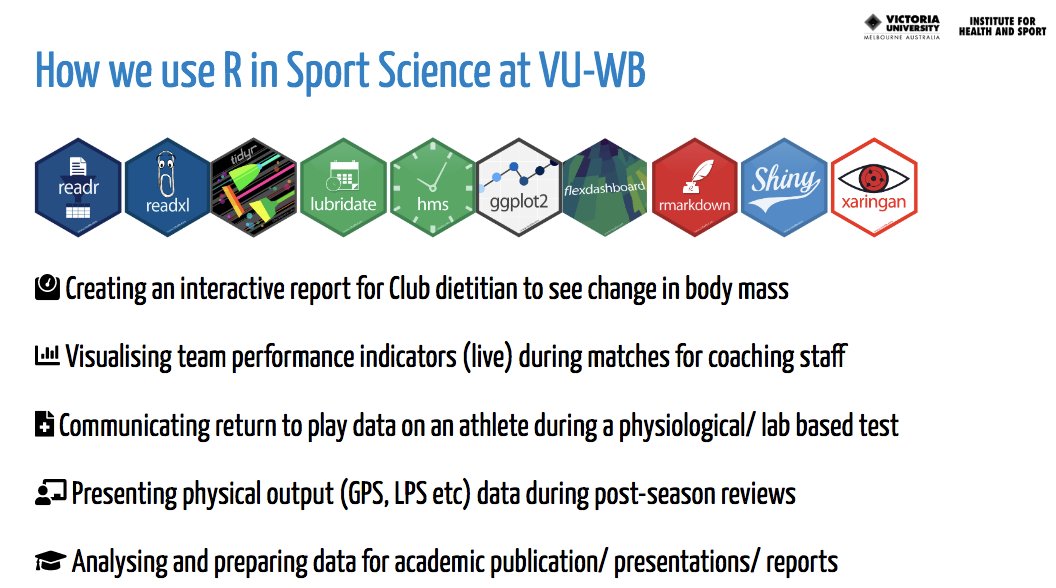 VICTORIA
UNIVERSITY
MELBOURNE AUSTRALIA
INSTITUTE FOR
HEALTH AND SPORT
How we use R in Sport Science at VU-WB
readr
readxl
tidyr
lubridate
hms
ggplot2
flexdashboard
rmarkdown
Shiny
xaringan
Creating an interactive report for Club dietitian to see change in body mass
Visualising team performance indicators (live) during matches for coaching staff
Communicating return to play data on an athlete during a physiological/ lab based test
Presenting physical output (GPS, LPS etc) data during post-season reviews
Analysing and preparing data for academic publication/ presentations/ reports